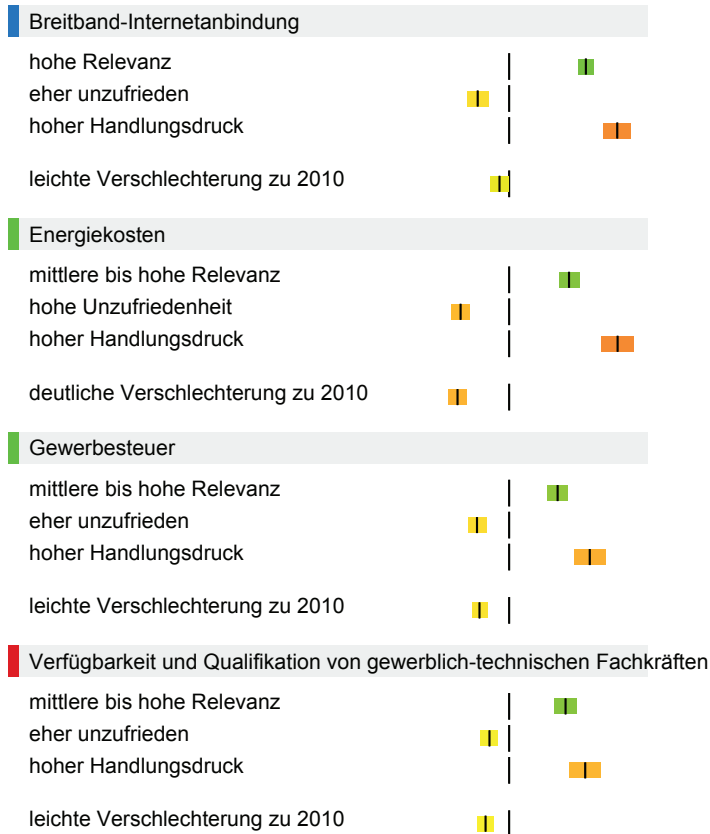 Breitband-Internetanbindung
hohe Relevanz
eher unzufrieden
hoher Handlungsdruck
leichte Verschlechterung zu 2010
Energiekosten
mittlere bis hohe Relevanz
hohe Unzufriedenheit
hoher Handlungsdruck
deutliche Verschlechterung zu 2010
Gewerbesteuer
mittlere bis hohe Relevanz
eher unzufrieden
hoher Handlungsdruck
leichte Verschlechterung zu 2010
Verfügbarkeit und Qualifikation von gewerblich-technischen Fachkräften
mittlere bis hohe Relevanz
eher unzufrieden
hoher Handlungsdruck
leichte Verschlechterung zu 2010